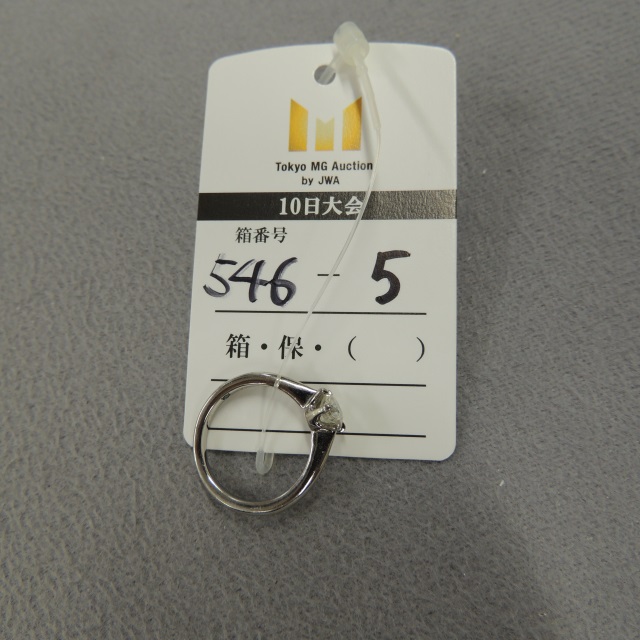 Tokyo MG Auction
by JWA
10日大会
箱番号
546-5
箱・保・（　　）